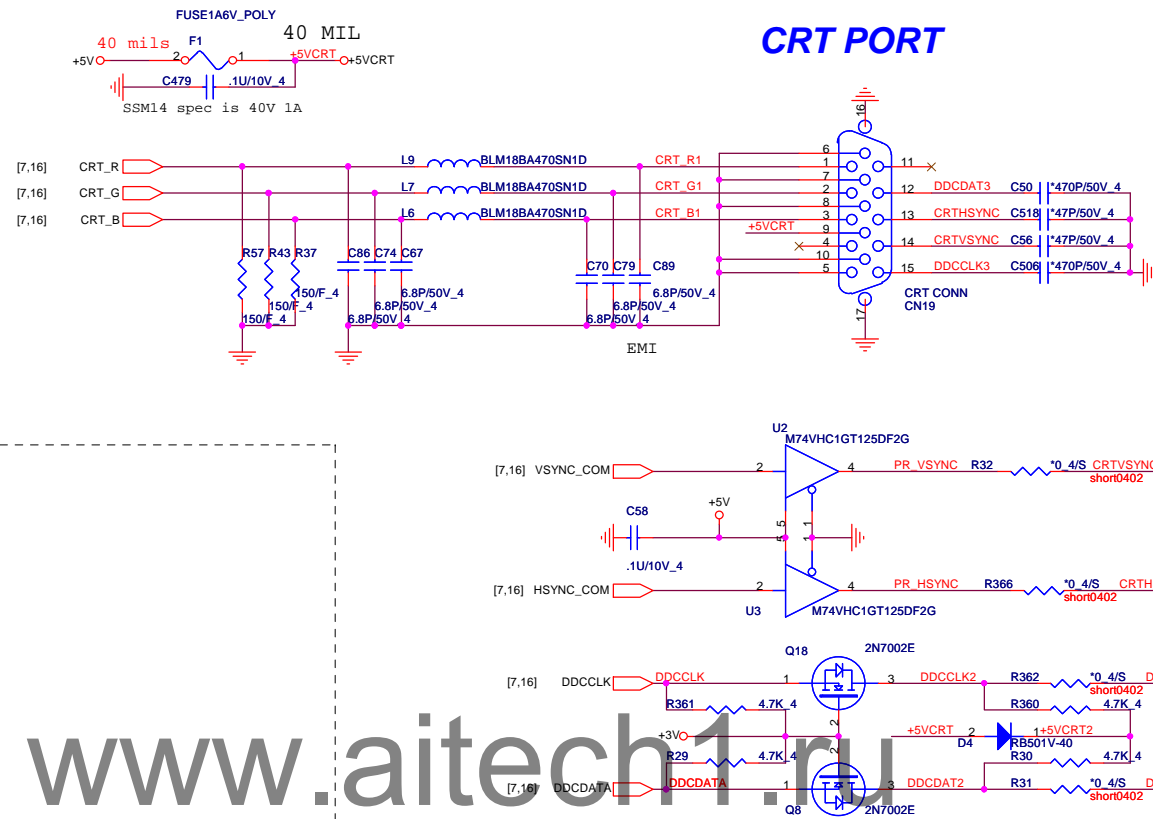 FUSE1A6V_POLY
CRT PORT
40 mils F1 40 MIL
+5V 2 1 +5VCRT +5VCRT
C479 .1U/10V_4
SSM14 spec is 40V 1A
16
6
[7,16] CRT_R L9 BLM18BA470SN1D CRT_R1 1 11
7
[7,16] CRT_G L7 BLM18BA470SN1D CRT_G1 2 12 DDCDAT3 C50 *470P/50V_4
8
[7,16] CRT_B L6 BLM18BA470SN1D CRT_B1 3 13 CRTHSYNC C518 *47P/50V_4
+5VCRT 9
4 14 CRTVSYNC C56 *47P/50V_4
10
R57 R43 R37 C86 C74 C67 C70 C79 C89 5 15 DDCCLK3 C506 *470P/50V_4
150/F_4 6.8P/50V_4 6.8P/50V_4 CRT CONN
150/F_4 6.8P/50V_4 6.8P/50V_4 CN19
150/F_4 6.8P/50V_4 6.8P/50V_4 17
EMI
U2
M74VHC1GT125DF2G
[7,16] VSYNC_COM 2 4 PR_VSYNC R32 *0_4/S CRTVSYNC
short0402
+5V
C58 5 1
5 1
.1U/10V_4
[7,16] HSYNC_COM 2 4 PR_HSYNC R366 *0_4/S CRTH
short0402
U3 M74VHC1GT125DF2G
Q18 2N7002E
[7,16] DDCCLK DDCCLK 1 3 DDCCLK2 R362 *0_4/S D
short0402
R361 4.7K_4 2 R360 4.7K_4
+3V +5VCRT 2 1 +5VCRT2
D4 RB501V-40
R29 4.7K_4 2 R30 4.7K_4
[7,16] DDCDATA DDCDATA 1 3 DDCDAT2 R31 *0_4/S D
short0402
Q8 2N7002E
www.aitech1.ru